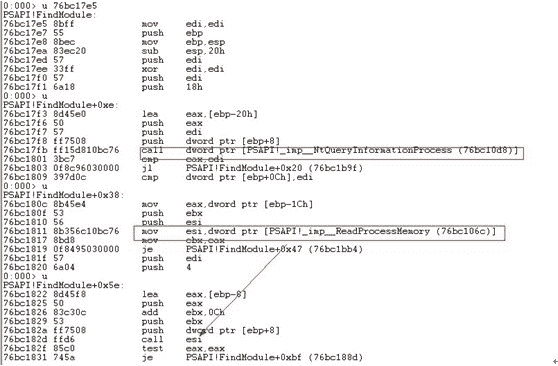 0:000> u 76bc17e5
PSAPI!FindModule:
76bc17e5 8bff mov edi,edi
76bc17e7 55 push ebp
76bc17e8 8bec mov ebp,esp
76bc17ea 83ec20 sub esp,20h
76bc17ed 57 push edi
76bc17ee 33ff xor edi,edi
76bc17f0 57 push edi
76bc17f1 6a18 push 18h
0:000> u
PSAPI!FindModule+0xe:
76bc17f3 8d45e0 lea eax,[ebp-20h]
76bc17f6 50 push eax
76bc17f7 57 push edi
76bc17f8 ff7508 push dword ptr [ebp+8]
76bc17fb ff15d810bc76 call dword ptr [PSAPI!_imp__NtQueryInformationProcess (76bc10d8)]
76bc1801 3bc7 cmp eax,edi
76bc1803 0f8c96030000 jl PSAPI!FindModule+0x20 (76bc1b9f)
76bc1809 397d0c cmp dword ptr [ebp+0Ch],edi
0:000> u
PSAPI!FindModule+0x38:
76bc180c 8b45e4 mov eax,dword ptr [ebp-1Ch]
76bc180f 53 push ebx
76bc1810 56 push esi
76bc1811 8b356c10bc76 mov esi,dword ptr [PSAPI!_imp__ReadProcessMemory (76bc106c)]
76bc1817 8bd8 mov ebx,eax
76bc1819 0f8495030000 je PSAPI!FindModule+0x47 (76bc1bb4)
76bc181f 57 push edi
76bc1820 6a04 push 4
0:000> u
PSAPI!FindModule+0x5e:
76bc1822 8d45f8 lea eax,[ebp-8]
76bc1825 50 push eax
76bc1826 83c30c add ebx,0Ch
76bc1829 53 push ebx
76bc182a ff7508 push dword ptr [ebp+8]
76bc182d ffd6 call esi
76bc182f 85c0 test eax,eax
76bc1831 745a je PSAPI!FindModule+0xbf (76bc188d)